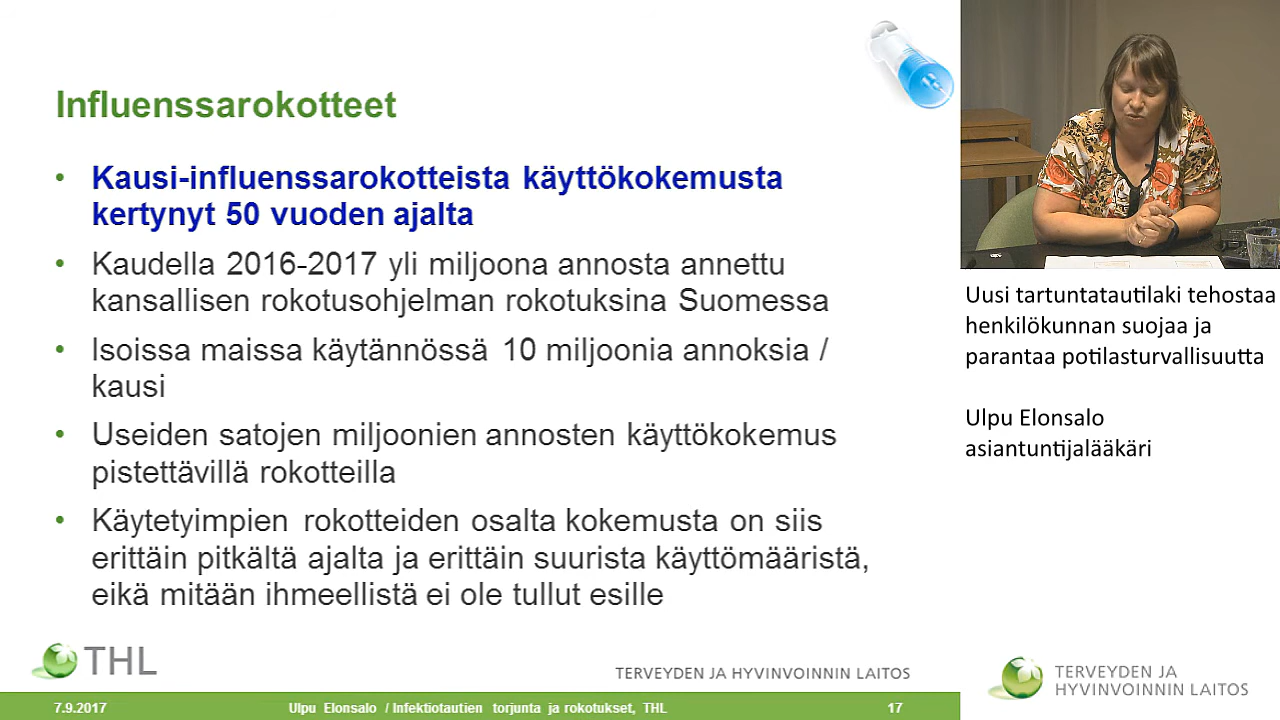 Influenssarokotteet
• Kausi-influenssarokotteista käyttökokemusta
kertynyt 50 vuoden ajalta
• Kaudella 2016-2017 yli miljoona annosta annettu
kansallisen rokotusohjelman rokotuksina Suomessa
• Isoissa maissa käytännössä 10 miljoonia annoksia /
kausi
• Useiden satojen miljoonien annosten käyttökokemus
pistettävillä rokotteilla
• Käytetyimpien rokotteiden osalta kokemusta on siis
erittäin pitkältä ajalta ja erittäin suurista käyttömääristä,
eikä mitään ihmeellistä ei ole tullut esille
THL
TERVEYDEN JA HYVINVOINNIN LAITOS
7.9.2017 Ulpu Elonsalo / Infektiotautien torjunta ja rokotukset, THL 17
Uusi tartuntatautilaki tehostaa
henkilökunnan suojaa ja
parantaa potilasturvallisuutta
Ulpu Elonsalo
asiantuntijalääkäri
TERVEYDEN JA
HYVINVOINNIN LAITOS